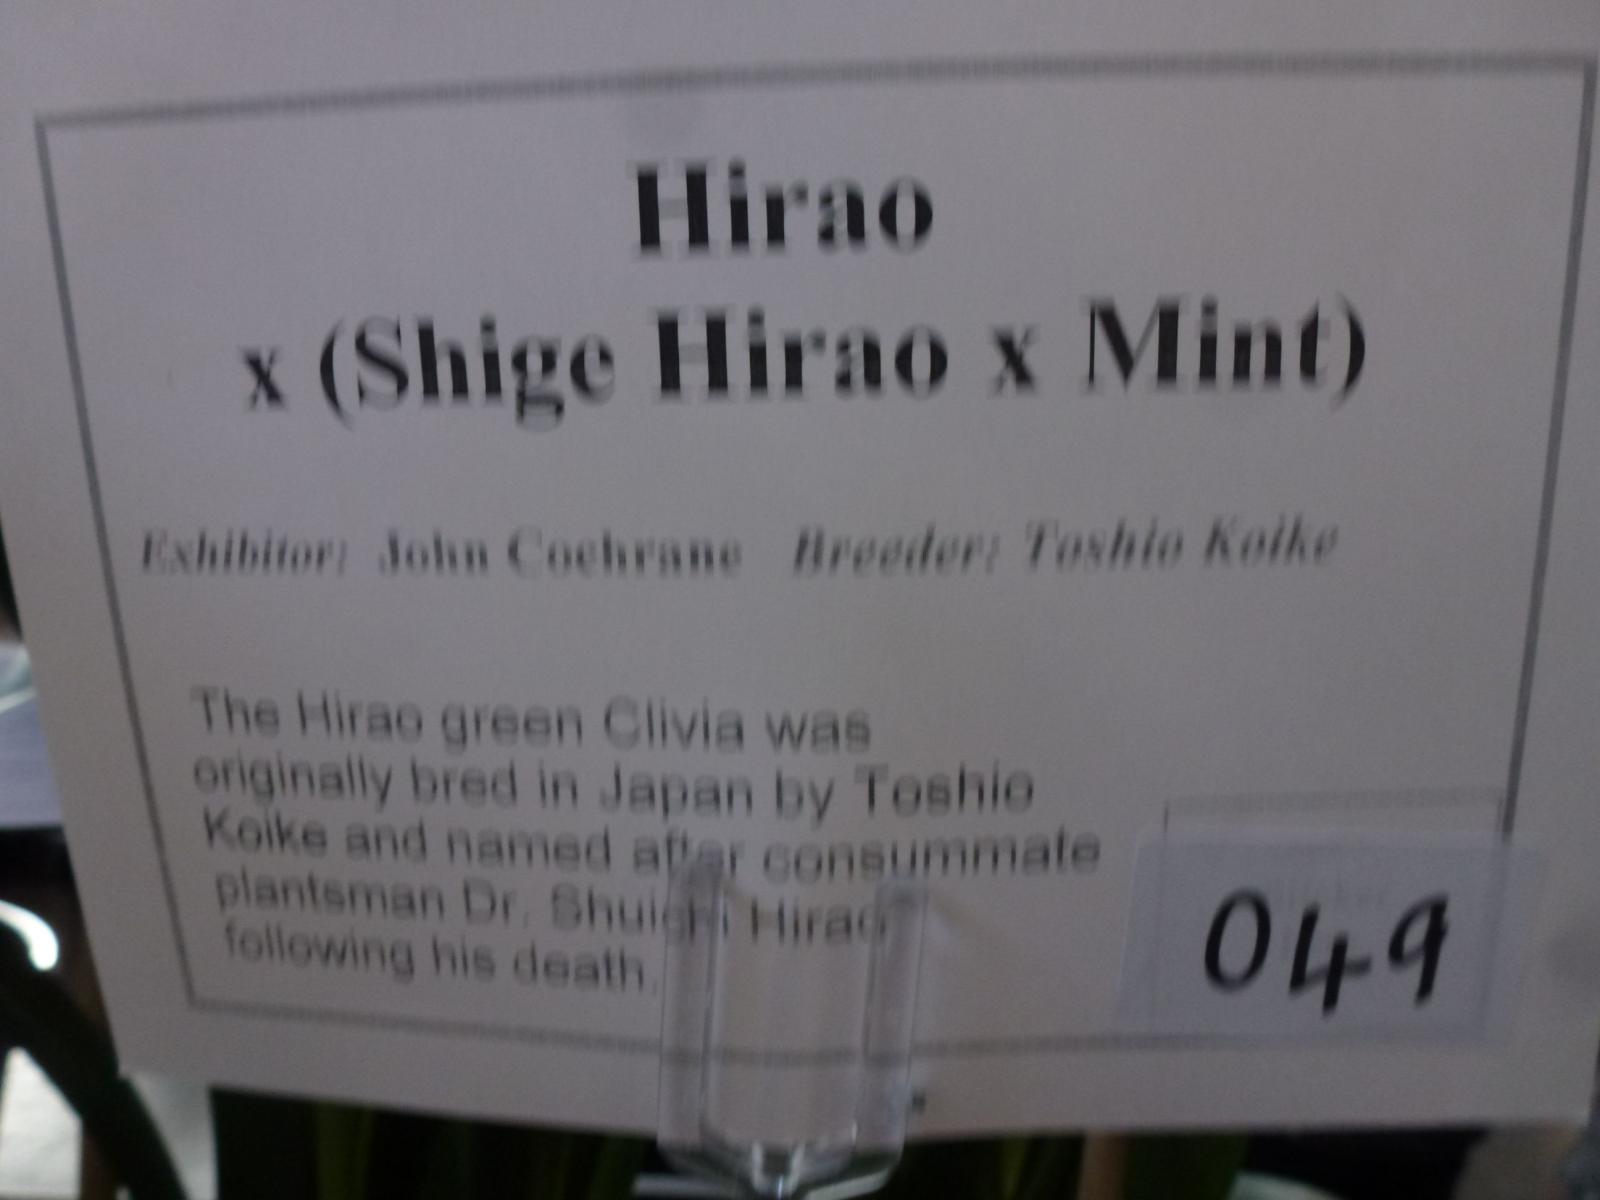 Hirao
x (Shige Hirao x Mint)
Exhibitor: John Cochrane Breeder: Toshio Koike
The Hirao green Clivia was
originally bred in Japan by Toshio
Koike and named after consummate
plantsman Dr. Shuichi Hirao
following his death.
049